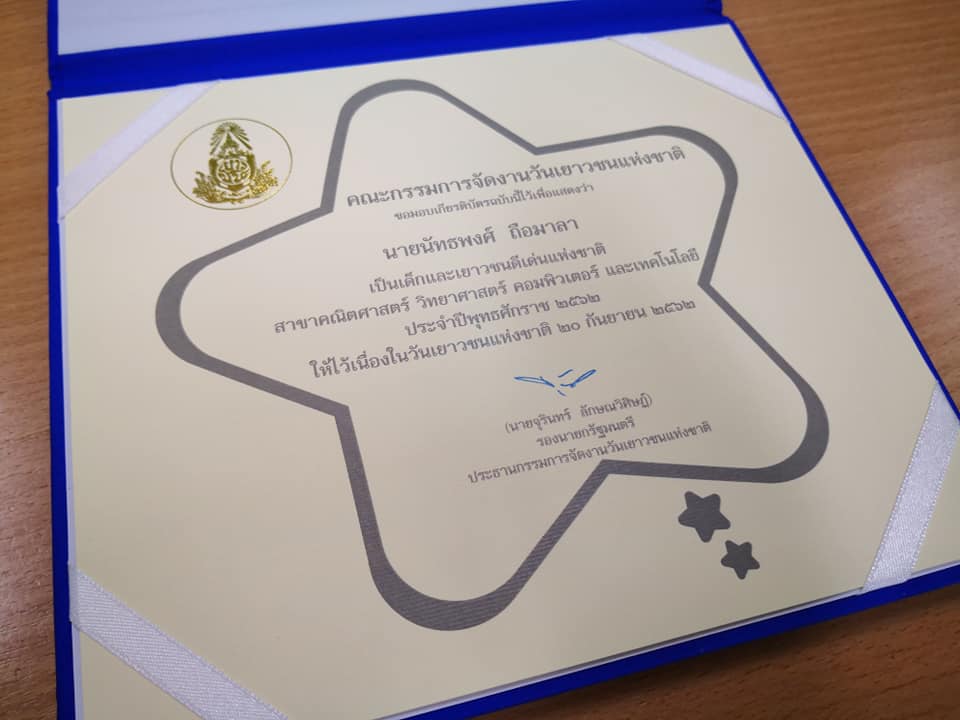 คณะกรรมการจัดงานวันเยาวชนแห่งชาติ
ขอมอบเกียรติบัตรฉบับนี้ไว้เพื่อแสดงว่า
นายนัทธพงศ์ ถือมาลา
เป็นเด็กและเยาวชนดีเด่นแห่งชาติ
สาขาคณิตศาสตร์ วิทยาศาสตร์ คอมพิวเตอร์ และเทคโนโลยี
ประจำปีพุทธศักราช ๒๕๖๒
ให้ไว้เนื่องในวันเยาวชนแห่งชาติ ๒๐ กันยายน ๒๕๖๒
(นายจุรินทร์ ลักษณวิศิษฏ์)
รองนายกรัฐมนตรี
ประธานกรรมการจัดงานวันเยาวชนแห่งชาติ